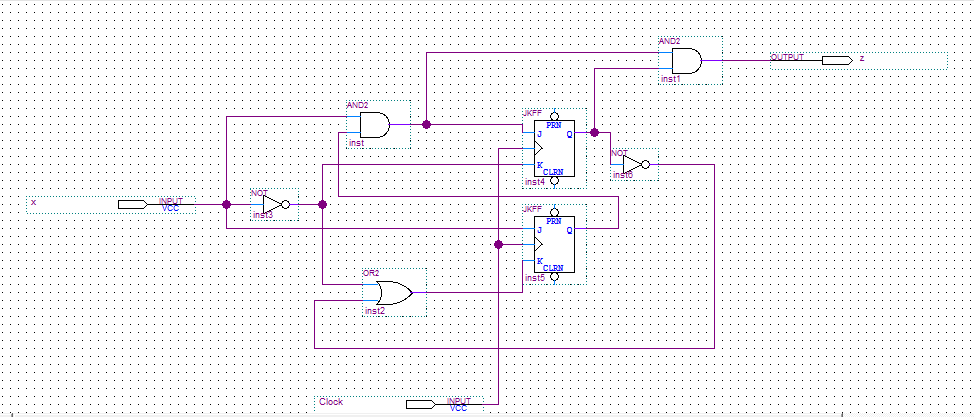 AND2
OUTPUT
z
inst1
AND2
inst
JKFF
PRN
J
Q
K
CLRN
inst4
NOT
inst6
x
INPUT
VCC
NOT
inst3
JKFF
PRN
J
Q
K
CLRN
inst5
OR2
inst2
Clock
INPUT
VCC